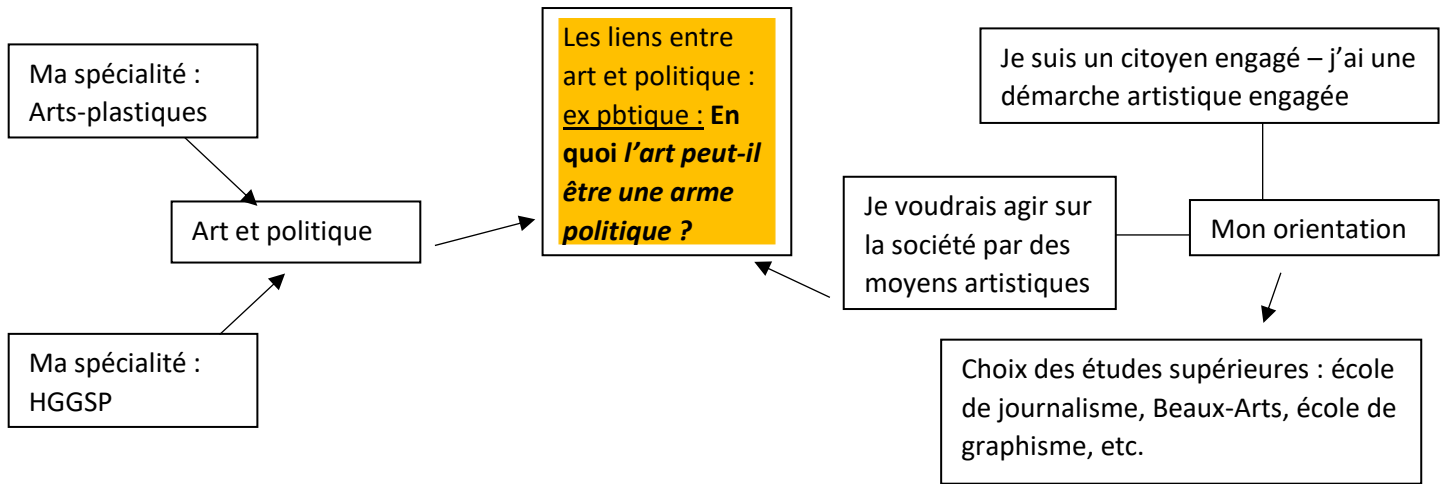 Ma spécialité :
Arts-plastiques
Art et politique
Ma spécialité :
HGGSP
Les liens entre
art et politique :
ex pbtique : En
quoi l’art peut-il
être une arme
politique ?
Je suis un citoyen engagé – j’ai une
démarche artistique engagée
Je voudrais agir sur
la société par des
moyens artistiques
Mon orientation
Choix des études supérieures : école
de journalisme, Beaux-Arts, école de
graphisme, etc.